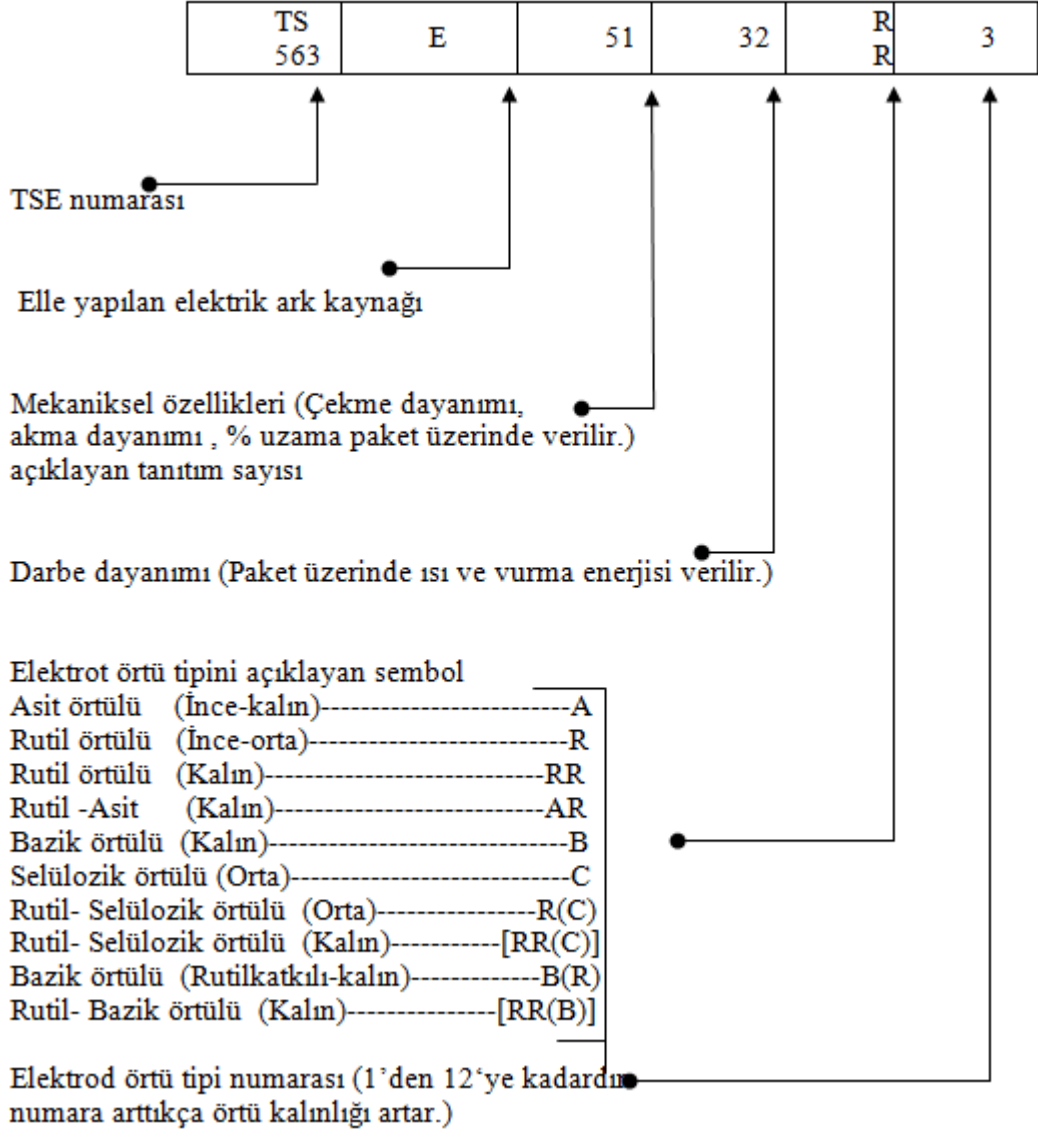 TS E 51 32 R 3
563 R
TSE numarası
Elle yapılan elektrik ark kaynağı
Mekaniksel özellikleri (Çekme dayanımı,
akma dayanımı , % uzama paket üzerinde verilir.)
açıklayan tanıtım sayısı
Darbe dayanımı (Paket üzerinde ısı ve vurma enerjisi verilir.)
Elektrot örtü tipini açıklayan sembol
Asit örtülü (İnce-kalın)-------------------------A
Rutil örtülü (İnce-orta)--------------------------R
Rutil örtülü (Kalın)----------------------------RR
Rutil -Asit (Kalın)---------------------------AR
Bazik örtülü (Kalın)------------------------------B
Selülozik örtülü (Orta)----------------------------C
Rutil- Selülozik örtülü (Orta)----------------R(C)
Rutil- Selülozik örtülü (Kalın)-----------[RR(C)]
Bazik örtülü (Rutilkatkılı-kalın)-------------B(R)
Rutil- Bazik örtülü (Kalın)---------------[RR(B)]
Elektrod örtü tipi numarası (1’den 12‘ye kadardır
numara arttıkça örtü kalınlığı artar.)